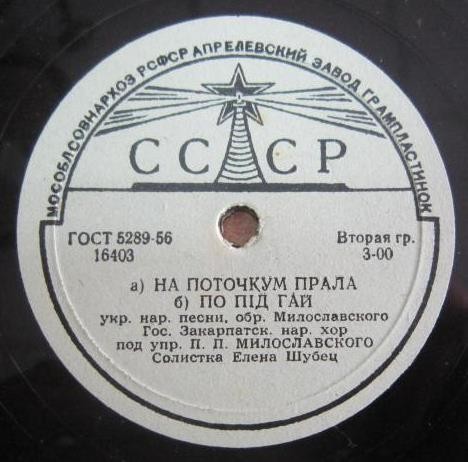 МОСОБЛСОВНАРХОЗ РСФСР АПРЕЛЕВСКИЙ ЗАВОД ГРАМПЛАСТИНОК
СССР
ГОСТ 5289-56
16403
Вторая гр.
3-00
а) НА ПОТОЧКУМ ПРАЛА
б) ПО ПІД ГАЙ
укр. нар. песни, обр. Милославского
Гос. Закарпатск. нар. хор
под упр. П. П. МИЛОСЛАВСКОГО
Солистка Елена Шубец